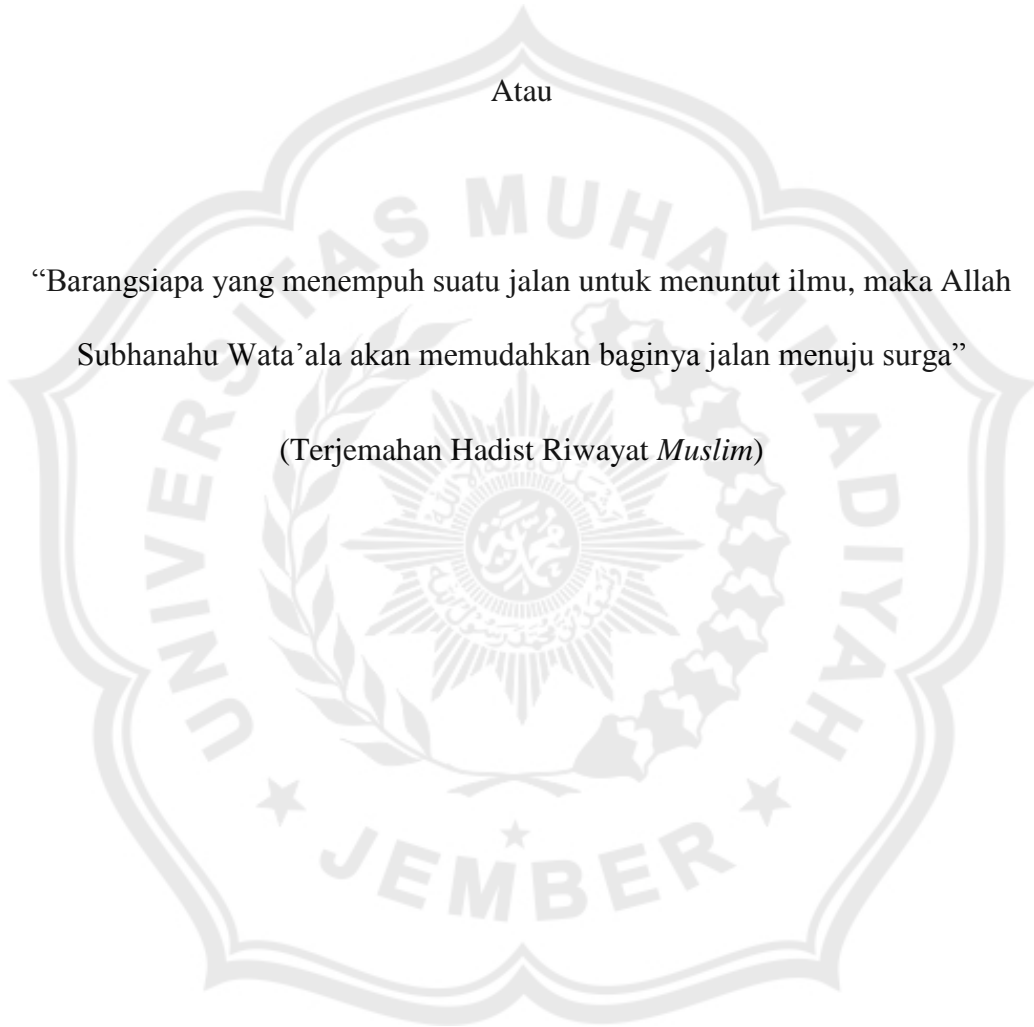 Atau
“Barangsiapa yang menempuh suatu jalan untuk menuntut ilmu, maka Allah
Subhanahu Wata’ala akan memudahkan baginya jalan menuju surga”
(Terjemahan Hadist Riwayat Muslim)
UNIVERSITAS MUHAMMADIYAH
JEMBER